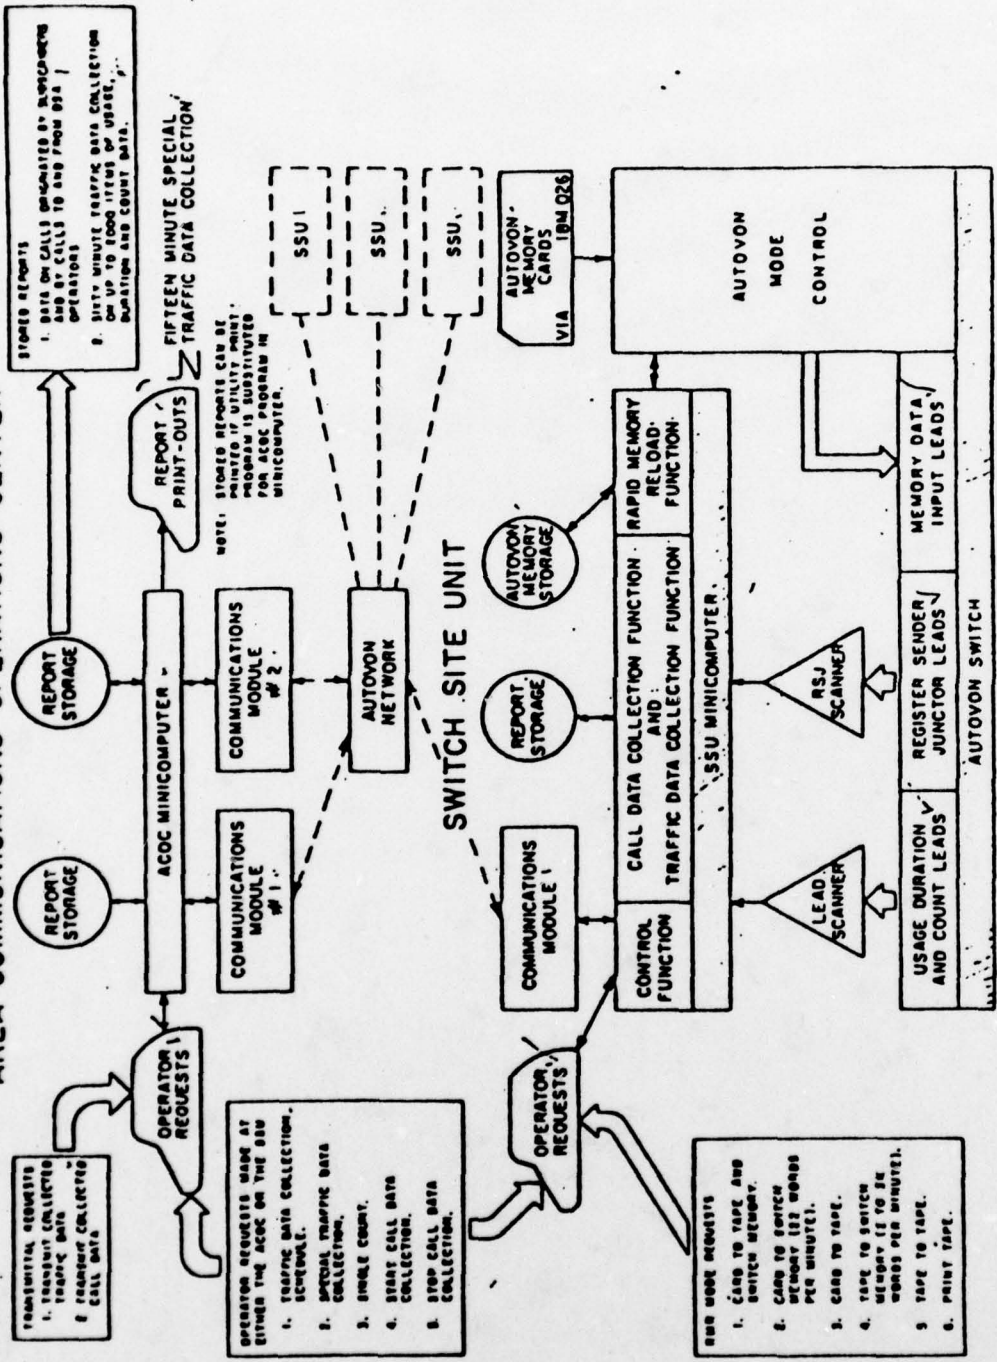 AREA COMMUNICATIONS OPERATIONS CENTER
TRANSMITTAL REQUESTS
1. TRANSMIT COLLECTED
TRAFFIC DATA
2 TRANSMIT COLLECTED
CALL DATA
OPERATOR
REQUESTS
REPORT
STORAGE
REPORT
STORAGE
STORED REPORTS
1. DATA ON CALLS ORIGINATED BY SUBSCRIBERS
AND BY CALLS TO AND FROM
OPERATORS
2. SIXTY MINUTE TRAFFIC DATA COLLECTION
ON UP TO 2000 ITEMS OF USAGE,
DURATION AND COUNT DATA.
ACOC MINICOMPUTER
REPORT
PRINT-OUTS
FIFTEEN MINUTE SPECIAL
TRAFFIC DATA COLLECTION
NOTE: STORED REPORTS CAN BE
PRINTED IF UTILITY PRINT
PROGRAM IS SUBSTITUTED
FOR ACOC PROGRAM IN
MINICOMPUTER.
COMMUNICATIONS
MODULE
# 1
COMMUNICATIONS
MODULE
# 2
OPERATOR REQUESTS MADE AT
EITHER THE ACOC OR THE SSU
1. TRAFFIC DATA COLLECTION.
SCHEDULE.
2. SPECIAL TRAFFIC DATA
COLLECTION.
3. SINGLE COUNT.
4. START CALL DATA
COLLECTION.
5. STOP CALL DATA
COLLECTION.
AUTOVON
NETWORK
SSU
SSU
SSU
SWITCH SITE UNIT
OPERATOR
REQUESTS
COMMUNICATIONS
MODULE
REPORT
STORAGE
AUTOVON
MEMORY
STORAGE
AUTOVON
MEMORY
CARDS
VIA IBM 026
CONTROL
FUNCTION
CALL DATA COLLECTION FUNCTION
AND
TRAFFIC DATA COLLECTION FUNCTION
RAPID MEMORY
RELOAD
FUNCTION
SSU MINICOMPUTER
AUTOVON
MODE
CONTROL
RMR MODE REQUESTS
1. CARD TO TAPE AND
SWITCH MEMORY.
2. CARD TO SWITCH
MEMORY (22 WORDS
PER MINUTE).
3. CARD TO TAPE.
4. TAPE TO SWITCH
MEMORY
WORDS PER MINUTE).
5 TAPE TO TAPE.
6. PRINT TAPE.
LEAD
SCANNER
RSJ
SCANNER
USAGE DURATION
AND COUNT LEADS
REGISTER SENDER
JUNCTOR LEADS
MEMORY DATA
INPUT LEADS
AUTOVON SWITCH